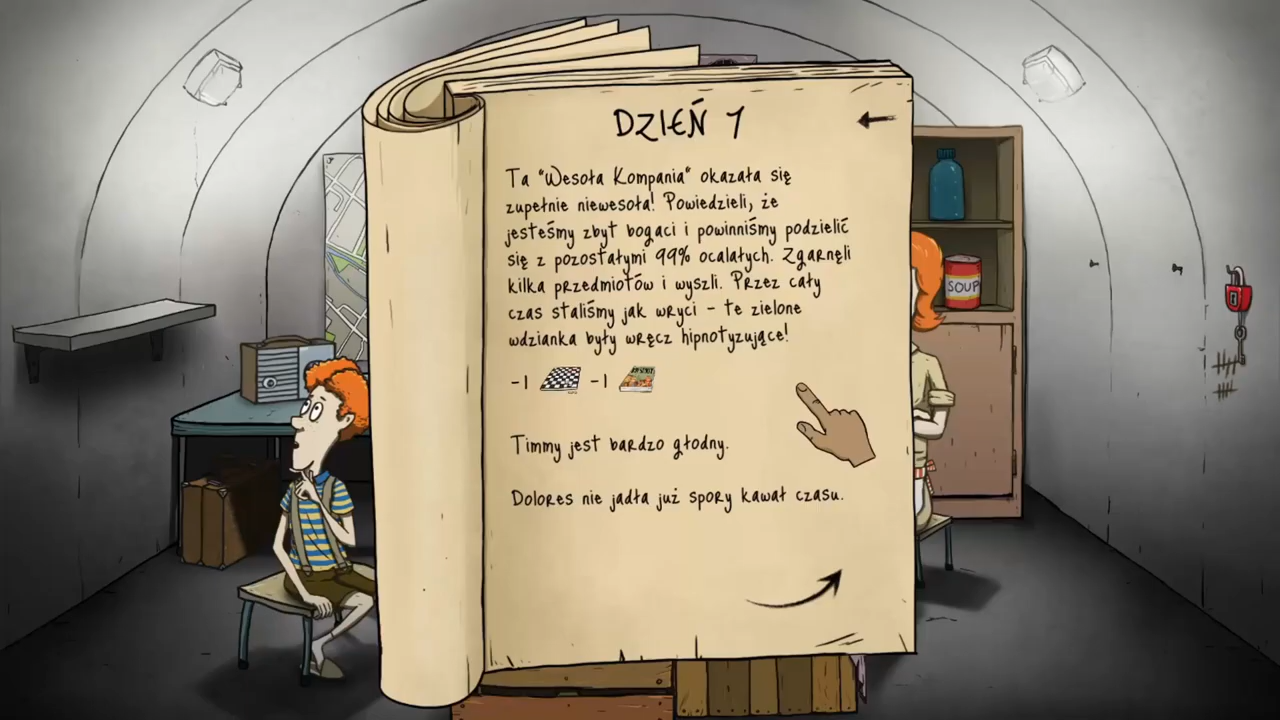 DZIEŃ 7
Ta "Wesoła Kompania" okazała się
zupełnie niewesoła! Powiedzieli, że
jesteśmy zbyt bogaci i powinniśmy podzielić
się z pozostałymi 99% ocalałych. Zgarnęli
kilka przedmiotów i wyszli. Przez cały
czas staliśmy jak wryci - te zielone
wdzianka były wręcz hipnotyzujące!
-1 -1
Timmy jest bardzo głodny.
Dolores nie jadła już spory kawał czasu.
SOUP